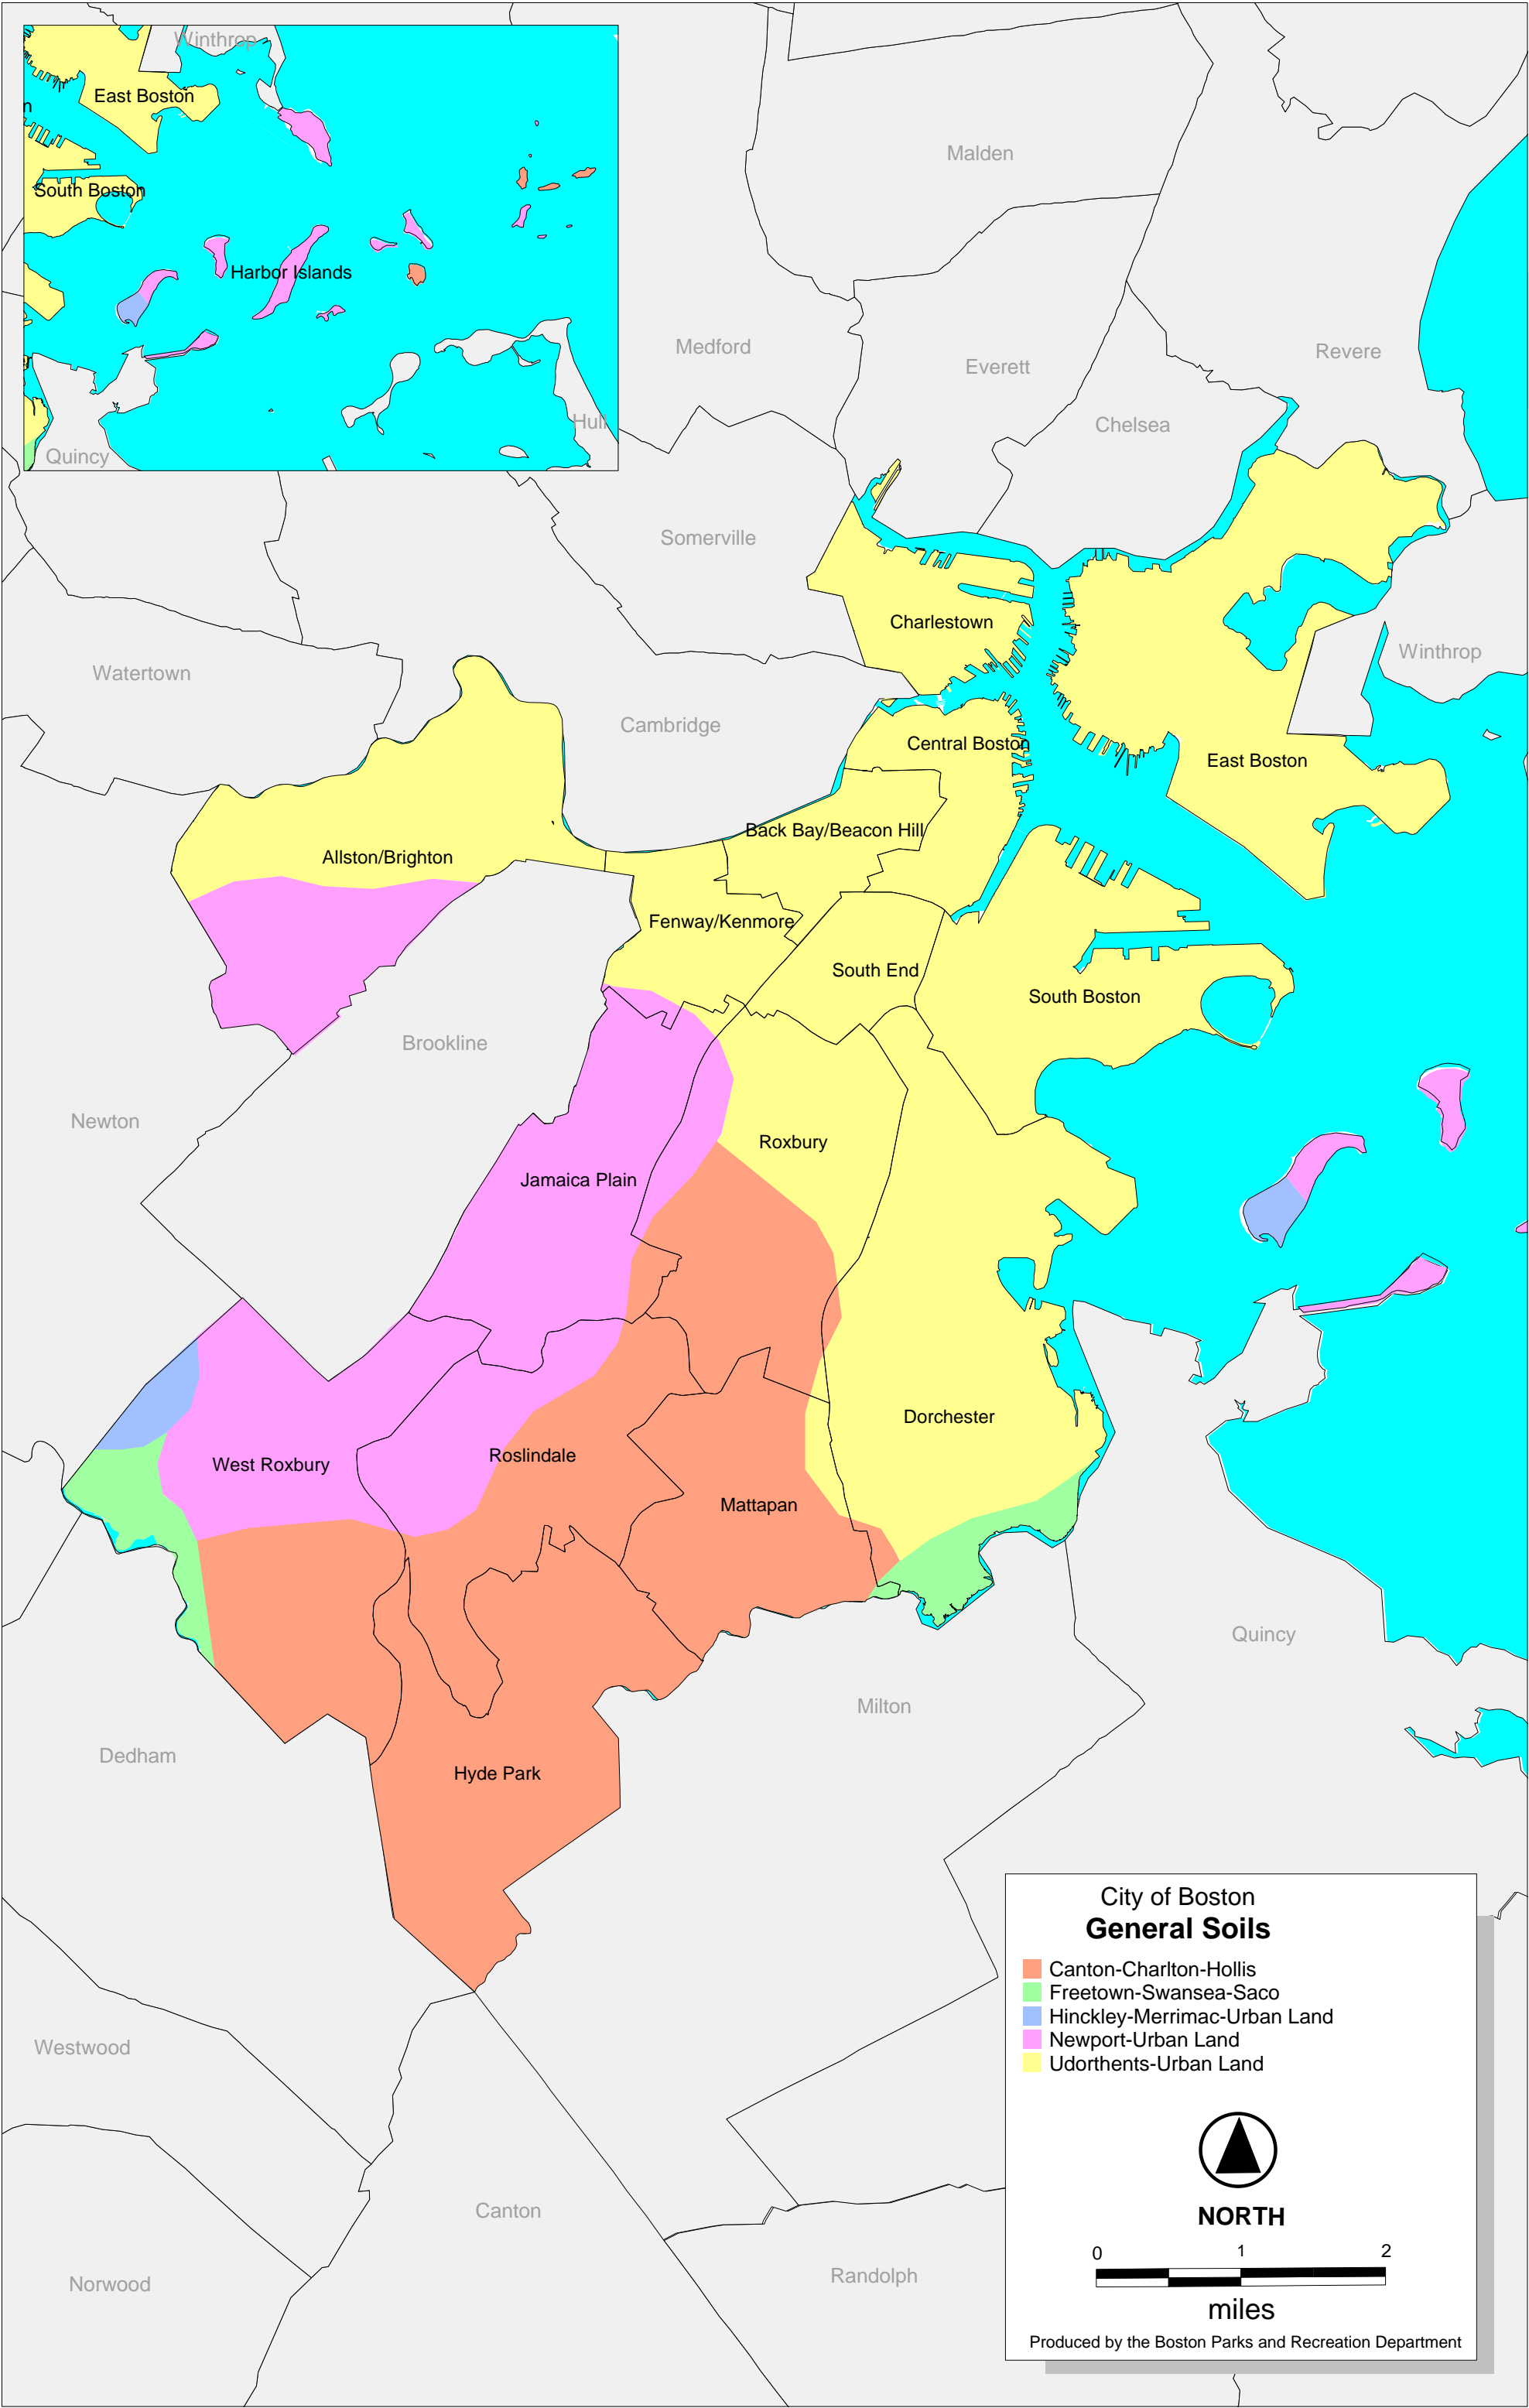 Winthrop
East Boston
n
South Boston
Harbor Islands
Hull
Quincy
Malden
Medford
Everett
Revere
Chelsea
Somerville
Charlestown
Winthrop
Watertown
Cambridge
Central Boston
East Boston
Back Bay/Beacon Hill
Allston/Brighton
Fenway/Kenmore
South End
South Boston
Brookline
Newton
Roxbury
Jamaica Plain
Dorchester
Roslindale
West Roxbury
Mattapan
Quincy
Milton
Dedham
Hyde Park
Westwood
Canton
Norwood
Randolph
City of Boston
General Soils
Canton-Charlton-Hollis
Freetown-Swansea-Saco
Hinckley-Merrimac-Urban Land
Newport-Urban Land
Udorthents-Urban Land
NORTH
0 1 2
miles
Produced by the Boston Parks and Recreation Department